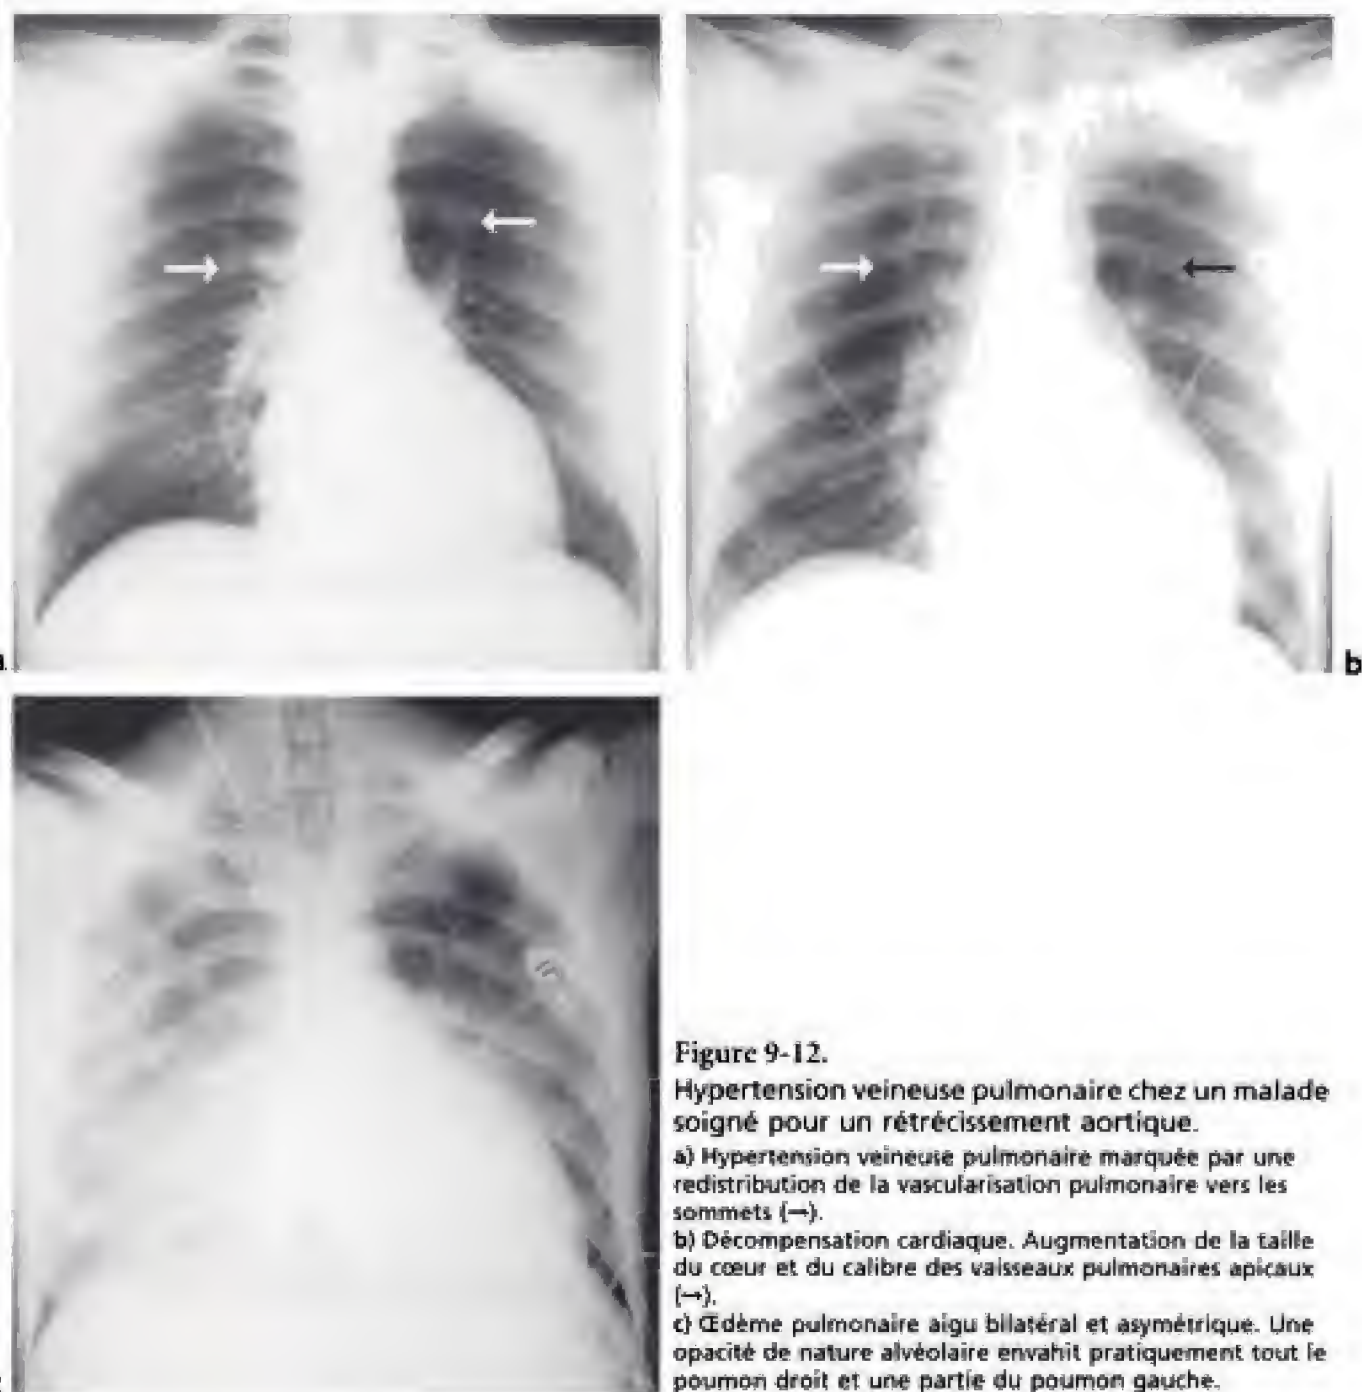 a
b
Figure 9-12.
Hypertension veineuse pulmonaire chez un malade
soigné pour un rétrécissement aortique.
a) Hypertension veineuse pulmonaire marquée par une
redistribution de la vascularisation pulmonaire vers les
sommets (→).
b) Décompensation cardiaque. Augmentation de la taille
du cœur et du calibre des vaisseaux pulmonaires apicaux
(→).
c) Œdème pulmonaire aigu bilatéral et asymétrique. Une
opacité de nature alvéolaire envahit pratiquement tout le
poumon droit et une partie du poumon gauche.